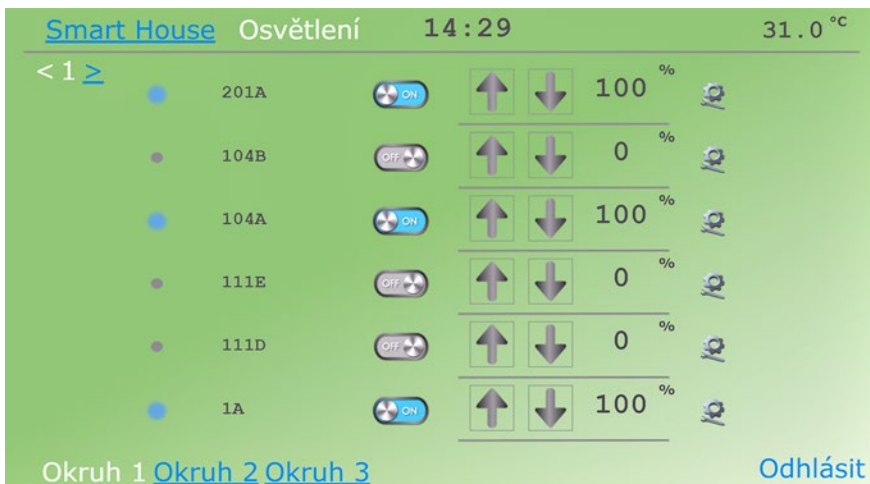 Smart House Osvětlení 14:29 31.0 °C
< 1 >
201A ON 100 %
104B OFF 0 %
104A ON 100 %
111E OFF 0 %
111D OFF 0 %
1A ON 100 %
Okruh 1 Okruh 2 Okruh 3 Odhlásit